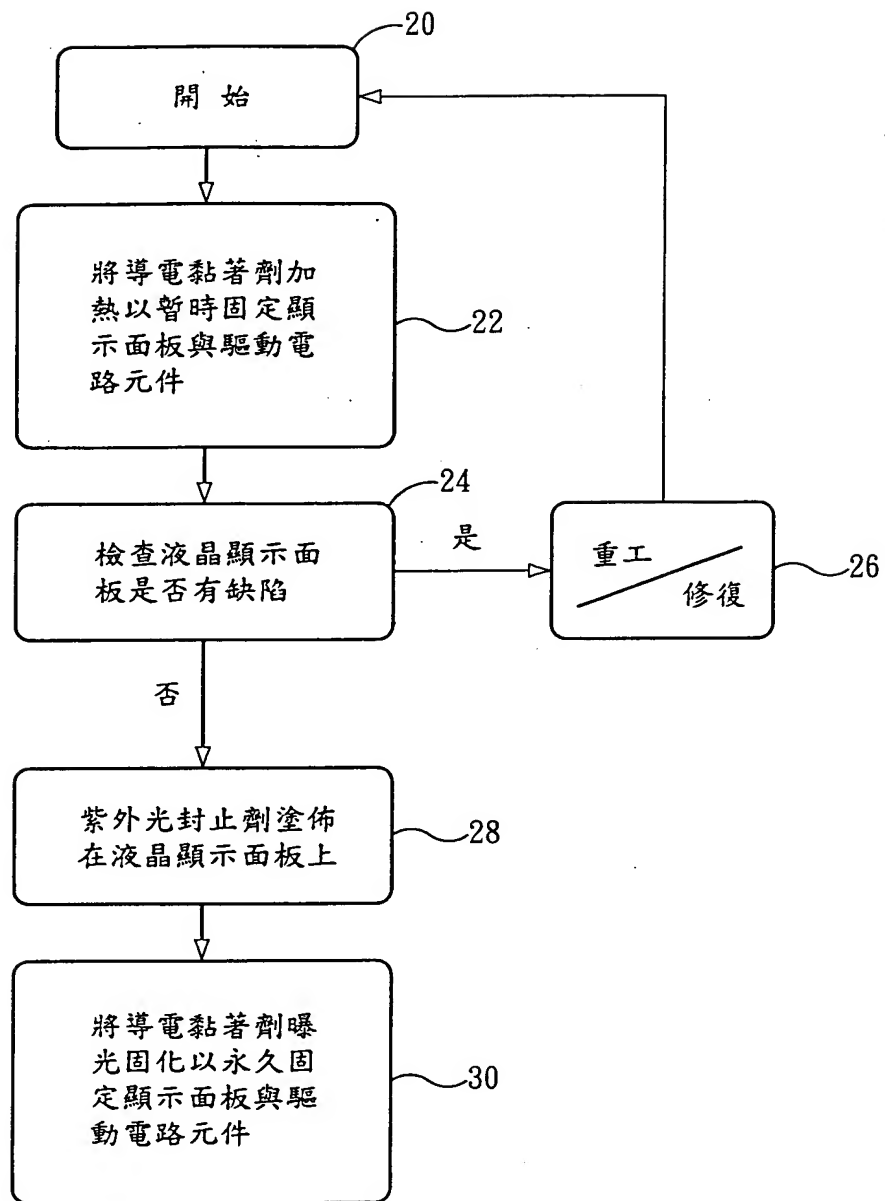 20
開始
將導電黏著劑加
熱以暫時固定顯
示面板與驅動電
路元件
22
24
檢查液晶顯示面
板是否有缺陷
是
重工
修復
26
否
紫外光封止劑塗佈
在液晶顯示面板上
28
將導電黏著劑曝
光固化以永久固
定顯示面板與驅
動電路元件
30